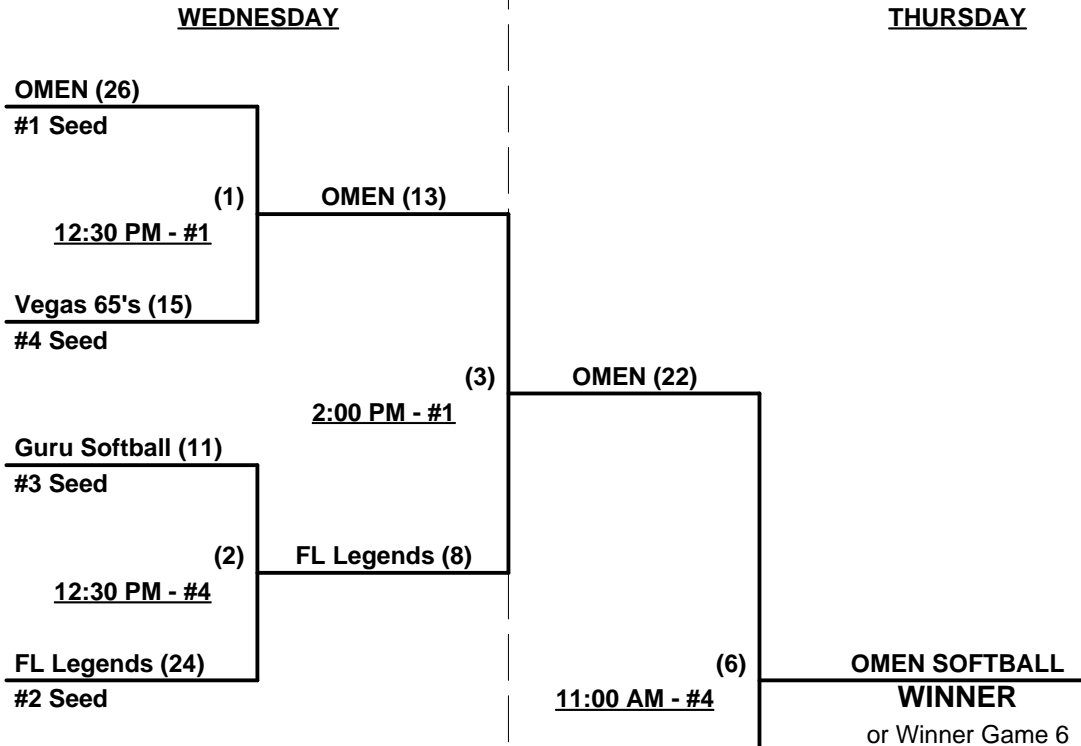 WEDNESDAY
THURSDAY
OMEN (26)
#1 Seed
(1)
OMEN (13)
12:30 PM - #1
Vegas 65's (15)
#4 Seed
(3)
OMEN (22)
2:00 PM - #1
Guru Softball (11)
#3 Seed
(2)
FL Legends (8)
12:30 PM - #4
FL Legends (24)
#2 Seed
(6)
OMEN SOFTBALL
11:00 AM - #4
WINNER
or Winner Game 6